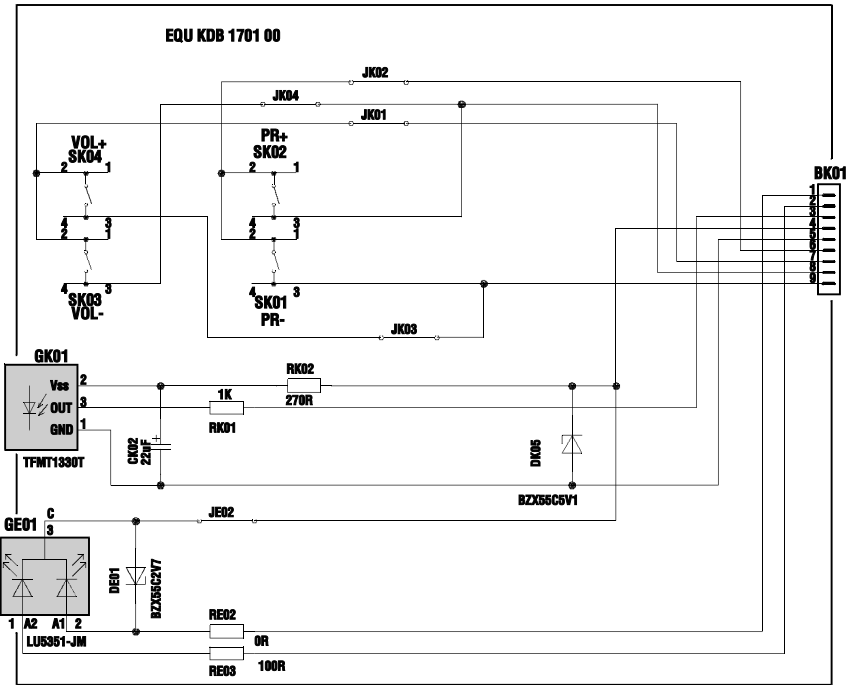 EQU KDB 1701 00
JK02
JK04
JK01
VOL+
SK04
2 1
4 3
2 1
4 3
SK03
VOL-
PR+
SK02
2 1
4 3
2 1
4 3
SK01
PR-
BK01
1
2
3
4
5
6
7
8
9
JK03
GK01
Vss 2
OUT 3
GND 1
TFMT1330T
RK02
270R
1K
RK01
CK02
22uF
+
DK05
BZX55C5V1
GE01
C
3
JE02
DE01
BZX55C2V7
1 A2 A1 2
LU5351-JM
RE02
0R
RE03
100R